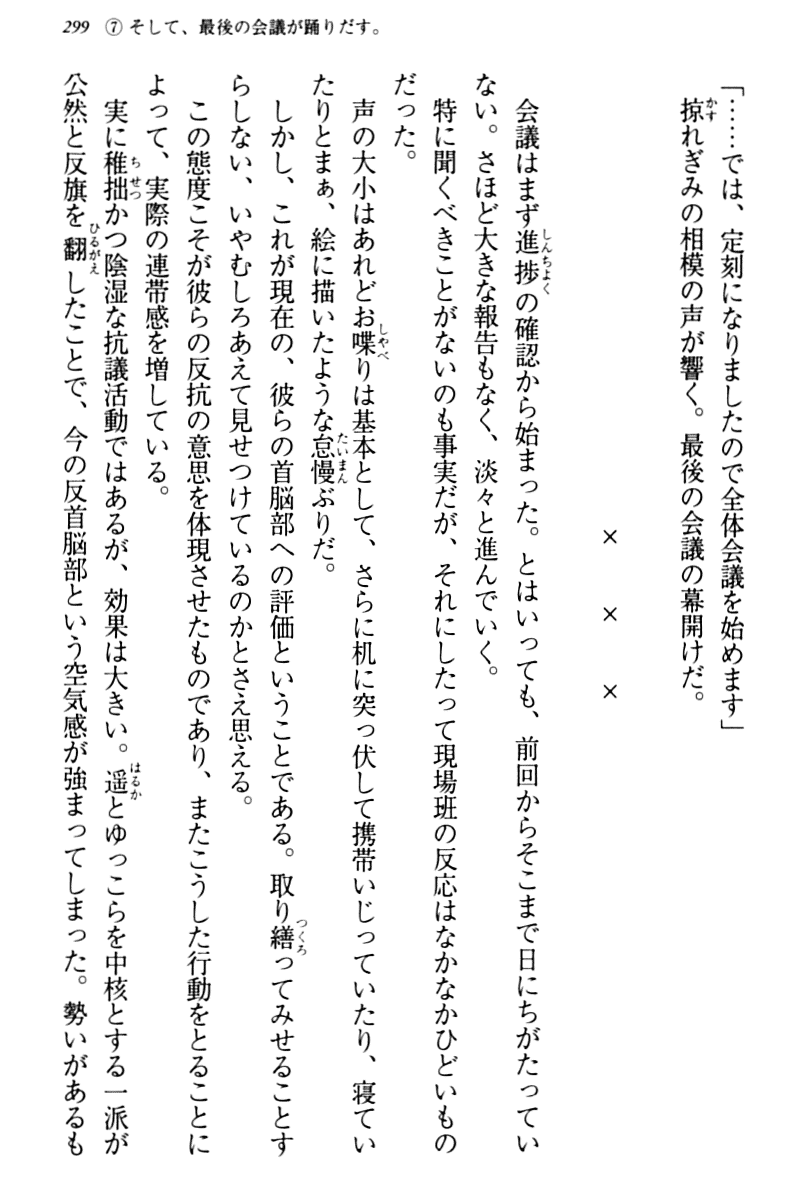 299 ⑦ そして、最後の会議が踊りだす。
「……では、定刻になりましたので全体会議を始めます」
掠れぎみの相模の声が響く。最後の会議の幕開けだ。
× × ×
会議はまず進捗の確認から始まった。とはいっても、前回からそこまで日にちがたってい
ない。さほど大きな報告もなく、淡々と進んでいく。
特に聞くべきことがないのも事実だが、それにしたって現場班の反応はなかなかひどいもの
だった。
声の大小はあれどお喋りは基本として、さらに机に突っ伏して携帯いじっていたり、寝てい
たりとまぁ、絵に描いたような怠慢ぶりだ。
しかし、これが現在の、彼らの首脳部への評価ということである。取り繕ってみせることす
らしない、いやむしろあえて見せつけているのかとさえ思える。
この態度こそが彼らの反抗の意思を体現させたものであり、またこうした行動をとることに
よって、実際の連帯感を増している。
実に稚拙かつ陰湿な抗議活動ではあるが、効果は大きい。遥とゆっこらを中核とする一派が
公然と反旗を翻したことで、今の反首脳部という空気感が強まってしまった。勢いがあるも